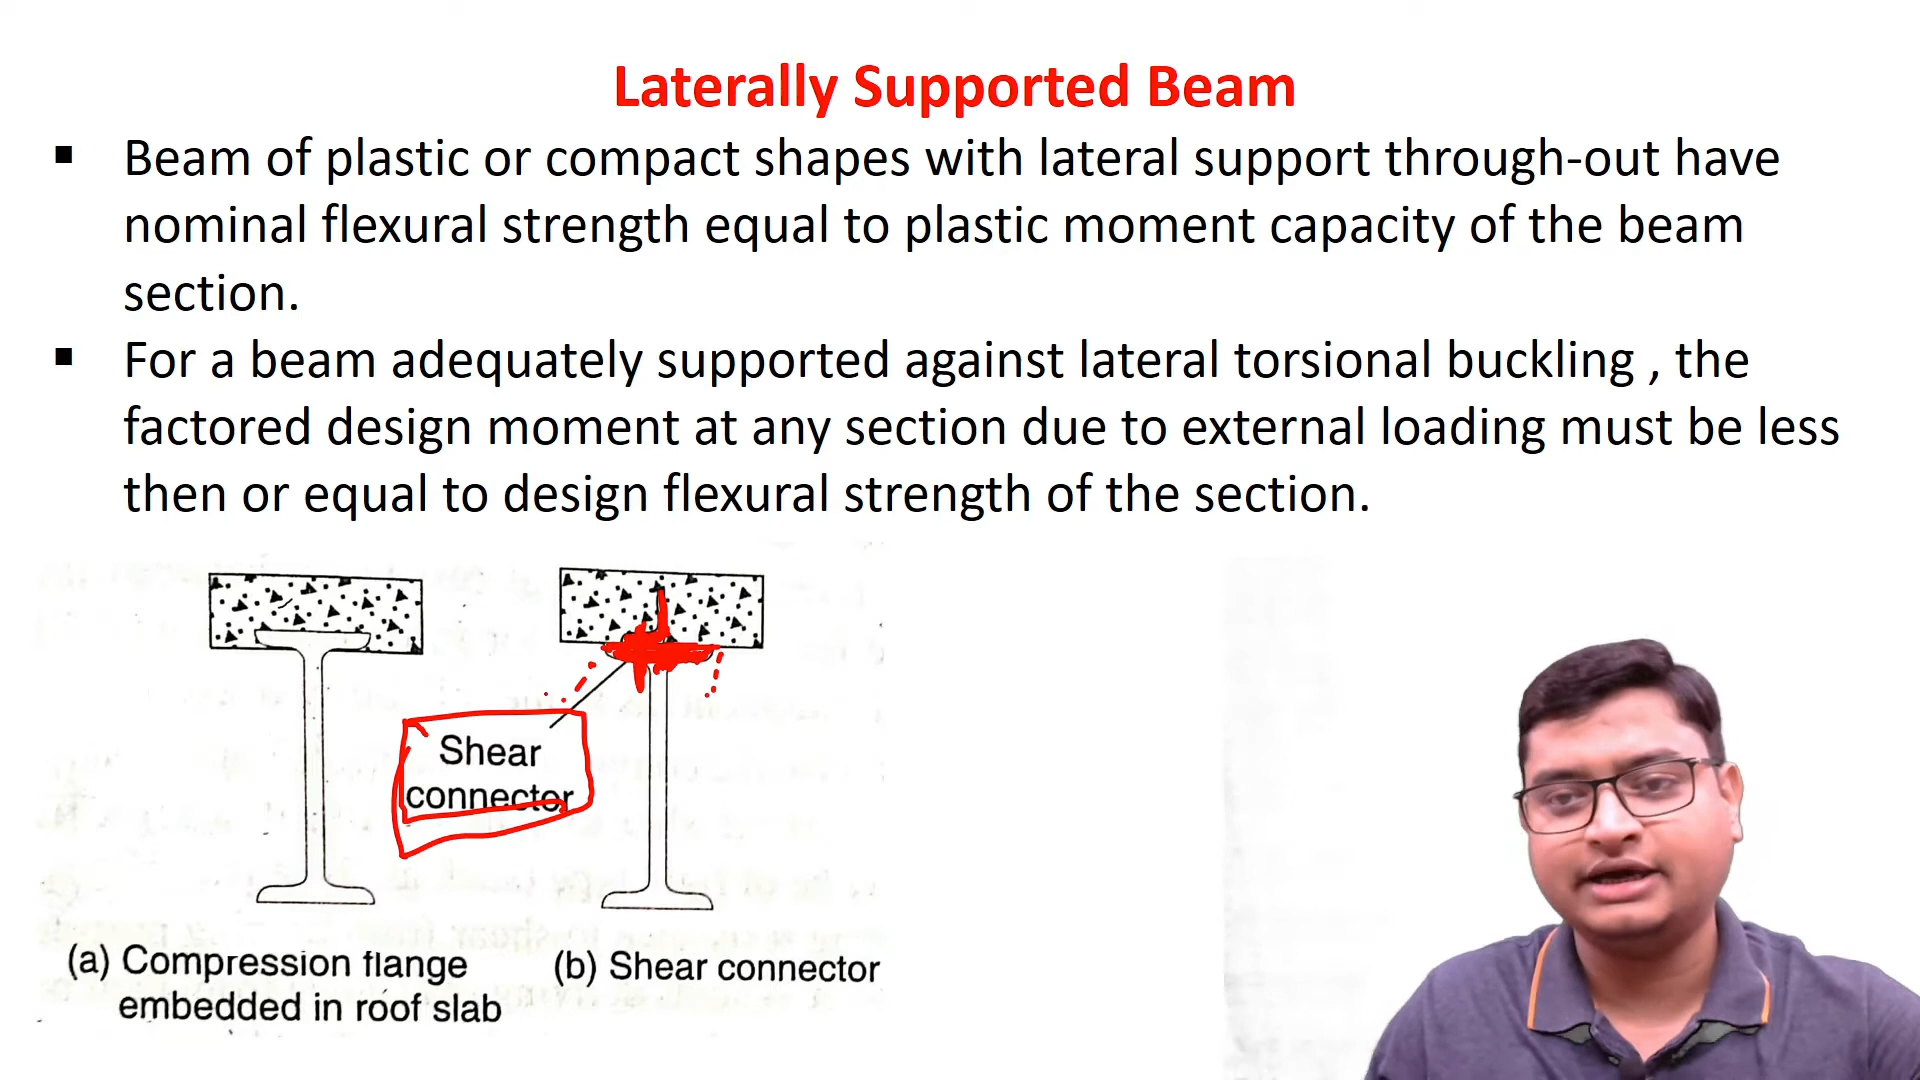 Laterally Supported Beam
▪ Beam of plastic or compact shapes with lateral support through-out have
nominal flexural strength equal to plastic moment capacity of the beam
section.
▪ For a beam adequately supported against lateral torsional buckling , the
factored design moment at any section due to external loading must be less
then or equal to design flexural strength of the section.
Shear
connector
(a) Compression flange
embedded in roof slab
(b) Shear connector